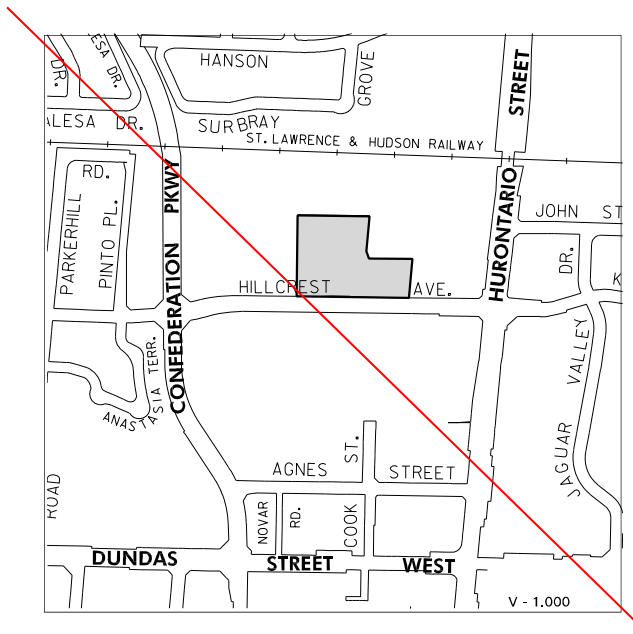 ESA DR.
DR.
HANSON
GROVE
STREET
ALESA DR.
SURBRAY
ST. LAWRENCE & HUDSON RAILWAY
RD.
PARKERHILL
PINTO PL.
CONFEDERATION PKWY
HURONTARIO
JOHN ST
DR.
K
HILLCREST AVE.
ANASTASIA TERR.
JAGUAR VALLEY
ROAD
AGNES STREET
ST.
COOK
NOVAR
RD.
DUNDAS STREET WEST
V - 1.000